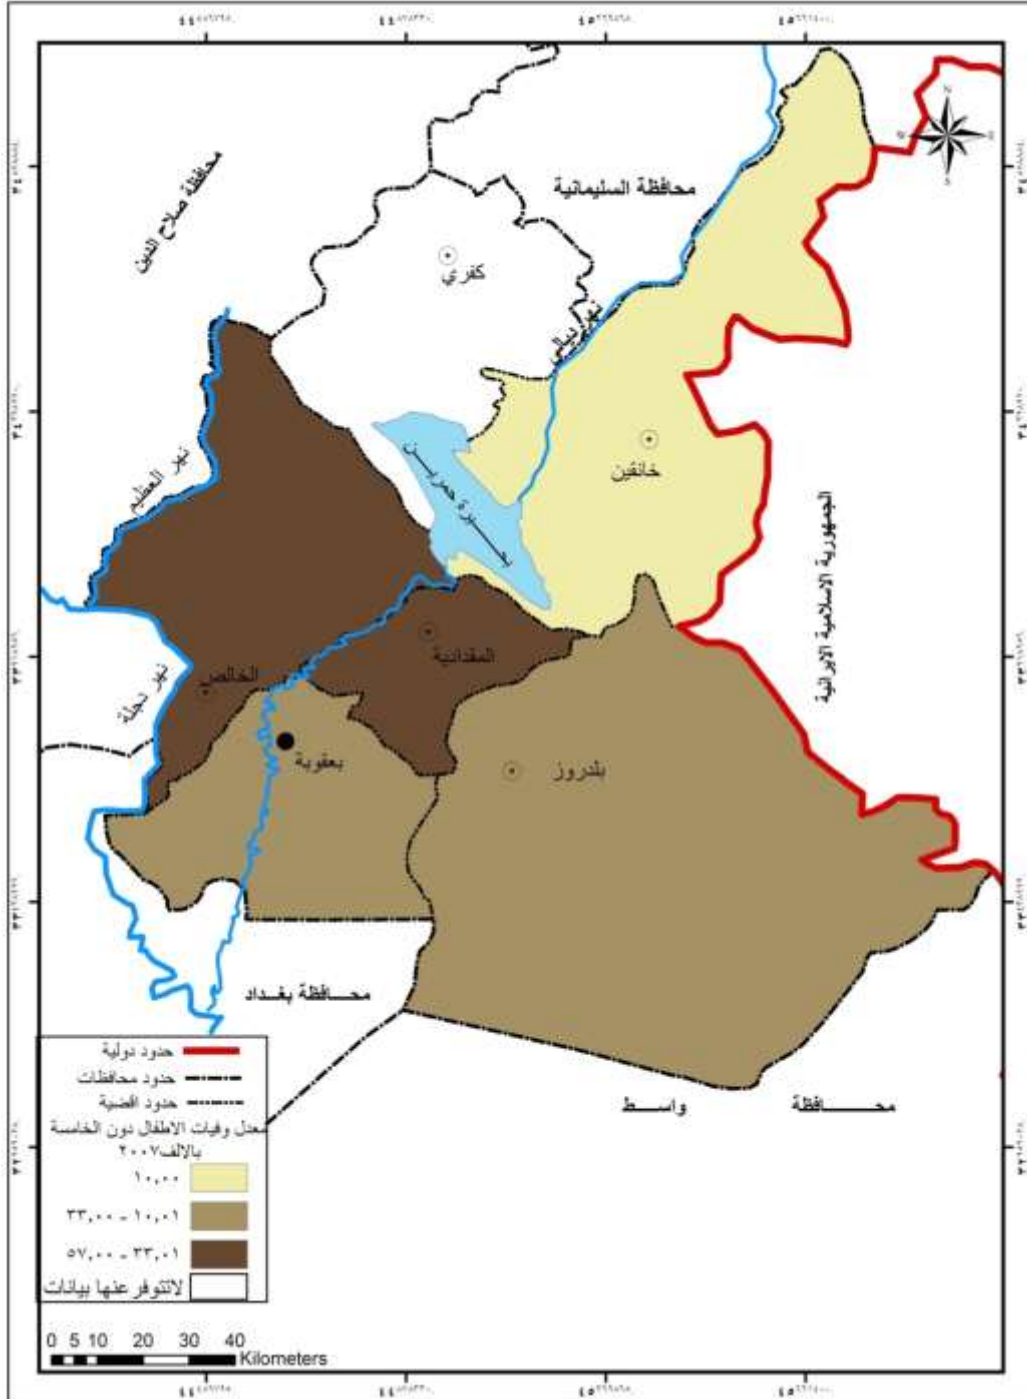 N
W
E
S
محافظة صلاح الدين
محافظة السليمانية
كفري
نهر ديالى
خانقين
نهر العظيم
بحيرة حمرين
الجمهورية الاسلامية الايرانية
المقدادية
الخالص
نهر دجلة
بعقوبة
بلدروز
محافظة بغداد
محافظة واسط
حدود دولية
حدود محافظات
حدود اقضية
معدل وفيات الاطفال دون الخامسة
بالالف٢٠٠٧
١٠,٠٠
٣٣,٠٠ - ١٠,٠١
٥٧,٠٠ - ٣٣,٠١
لاتتوفر عنها بيانات
0 5 10 20 30 40
Kilometers